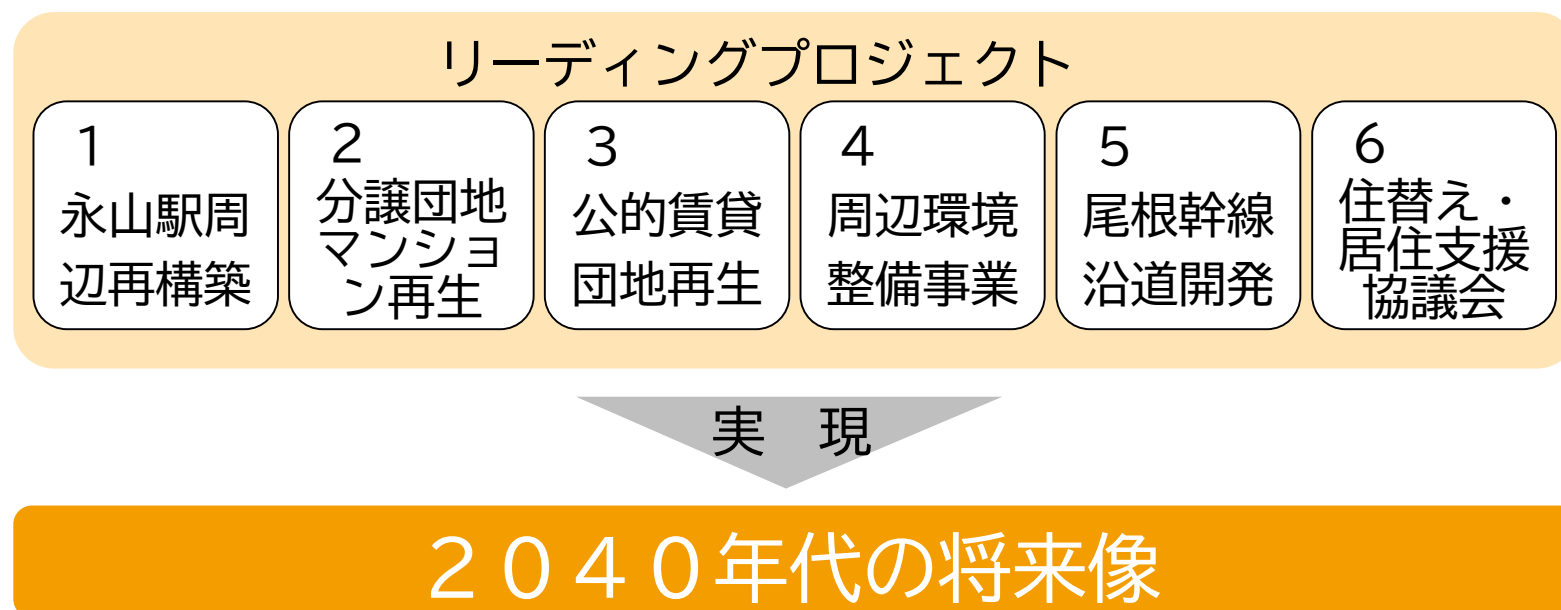 リーディングプロジェクト
1
永山駅周
辺再構築
2
分譲団地
マンショ
ン再生
3
公的賃貸
団地再生
4
周辺環境
整備事業
5
尾根幹線
沿道開発
6
住替え・
居住支援
協議会
実　現
２０４０年代の将来像